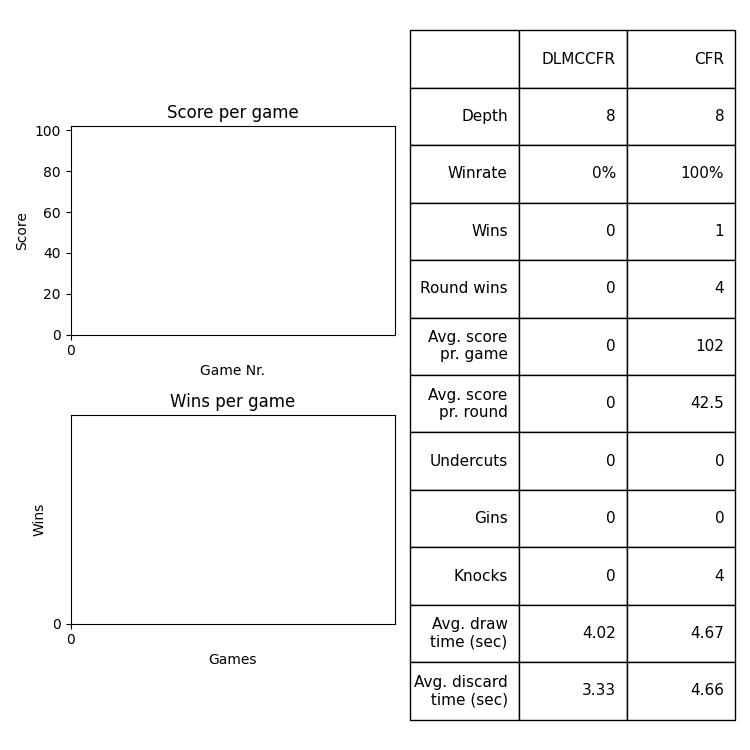 Score per game
100
80
60
40
20
0
0
Score
Game Nr.
Wins per game
0
0
Wins
Games
DLMCCFR CFR
Depth 8 8
Winrate 0% 100%
Wins 0 1
Round wins 0 4
Avg. score
pr. game 0 102
Avg. score
pr. round 0 42.5
Undercuts 0 0
Gins 0 0
Knocks 0 4
Avg. draw
time (sec) 4.02 4.67
Avg. discard
time (sec) 3.33 4.66